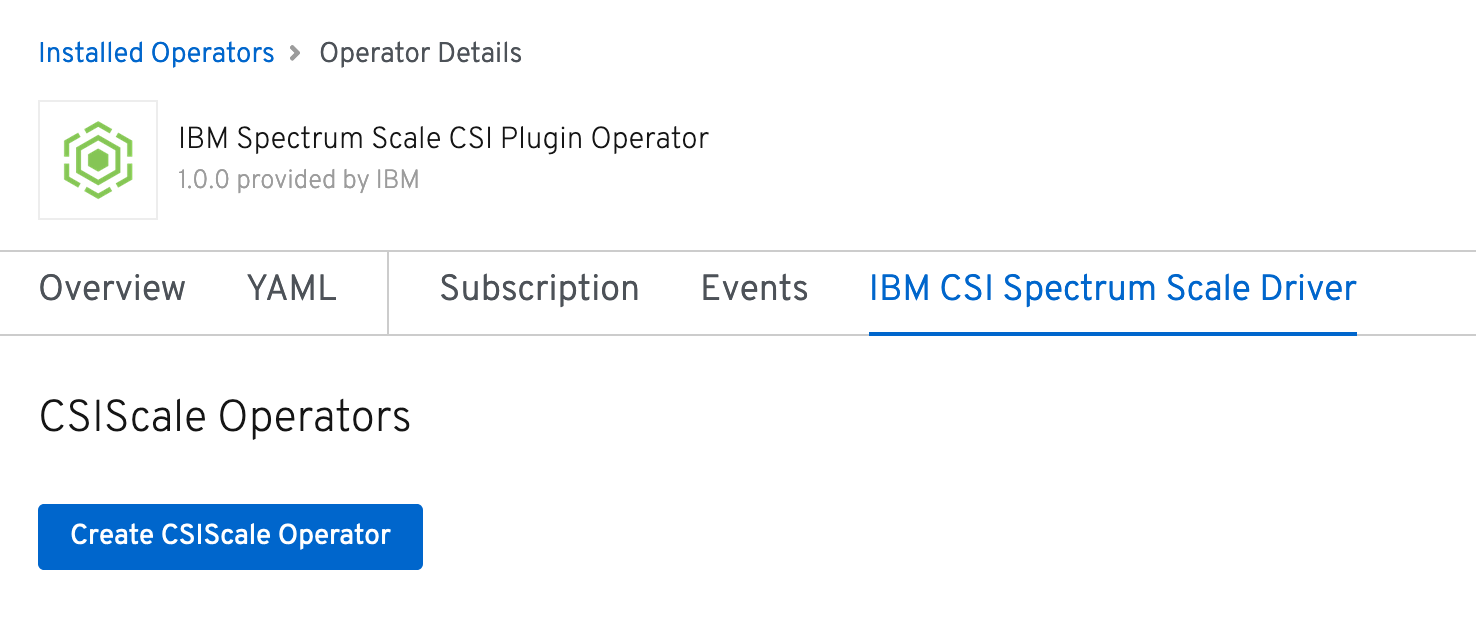 Installed Operators > Operator Details
IBM Spectrum Scale CSI Plugin Operator
1.0.0 provided by IBM
Overview YAML Subscription Events IBM CSI Spectrum Scale Driver
CSIScale Operators
Create CSIScale Operator